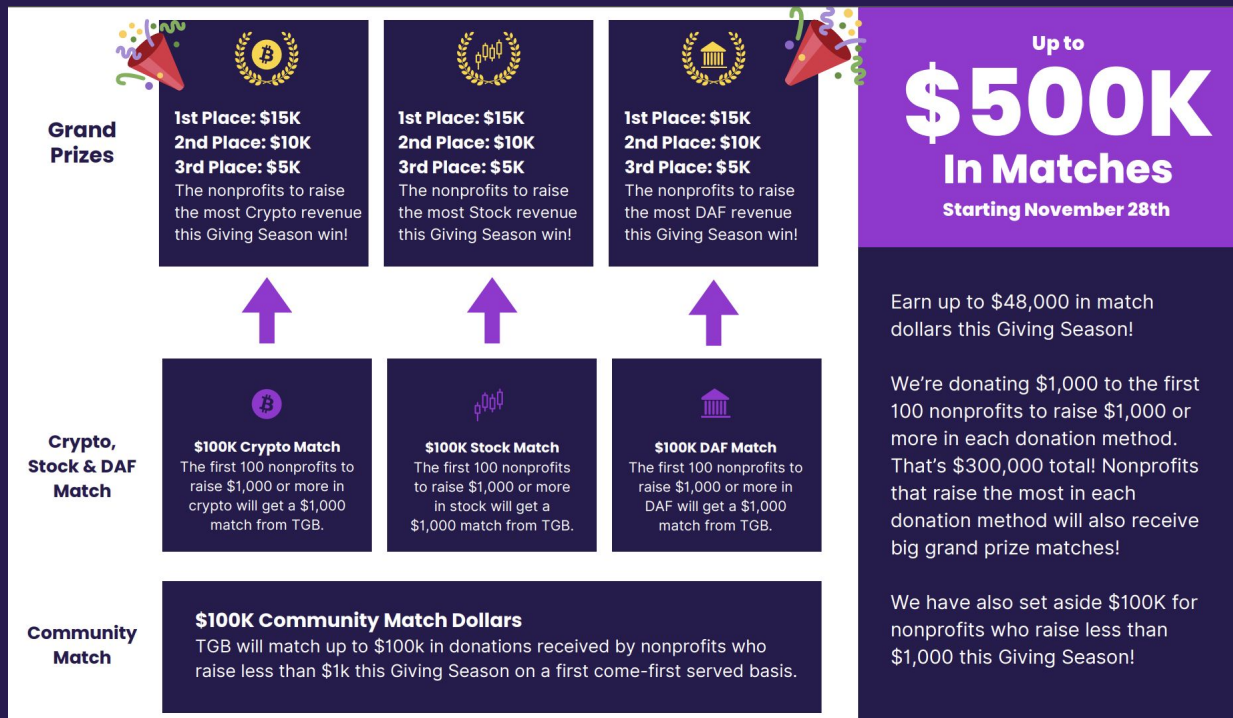 Grand
Prizes
1st Place: $15K
2nd Place: $10K
3rd Place: $5K
The nonprofits to raise
the most Crypto revenue
this Giving Season win!
1st Place: $15K
2nd Place: $10K
3rd Place: $5K
The nonprofits to raise
the most Stock revenue
this Giving Season win!
1st Place: $15K
2nd Place: $10K
3rd Place: $5K
The nonprofits to raise
the most DAF revenue
this Giving Season win!
Crypto,
Stock & DAF
Match
$100K Crypto Match
The first 100 nonprofits to
raise $1,000 or more in
crypto will get a $1,000
match from TGB.
$100K Stock Match
The first 100 nonprofits
to raise $1,000 or more
in stock will get a
$1,000 match from TGB.
$100K DAF Match
The first 100 nonprofits to
raise $1,000 or more in
DAF will get a $1,000
match from TGB.
Community
Match
$100K Community Match Dollars
TGB will match up to $100k in donations received by nonprofits who
raise less than $1k this Giving Season on a first come-first served basis.
Up to
$500K
In Matches
Starting November 28th
Earn up to $48,000 in match
dollars this Giving Season!
We're donating $1,000 to the first
100 nonprofits to raise $1,000 or
more in each donation method.
That's $300,000 total! Nonprofits
that raise the most in each
donation method will also receive
big grand prize matches!
We have also set aside $100K for
nonprofits who raise less than
$1,000 this Giving Season!